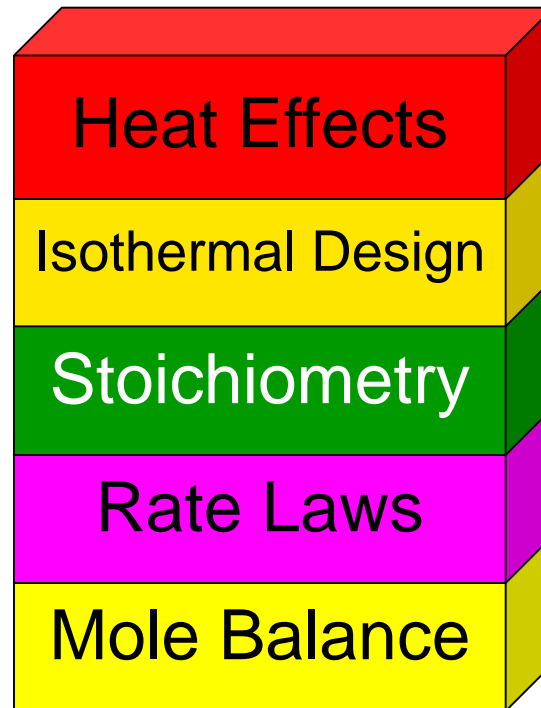 Heat Effects
Isothermal Design
Stoichiometry
Rate Laws
Mole Balance